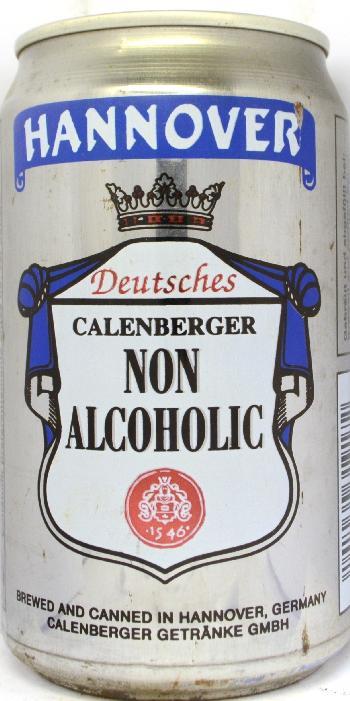 HANNOVER
Deutsches
CALENBERGER
NON
ALCOHOLIC
·1546·
BREWED AND CANNED IN HANNOVER, GERMANY
CALENBERGER GETRÄNKE GMBH